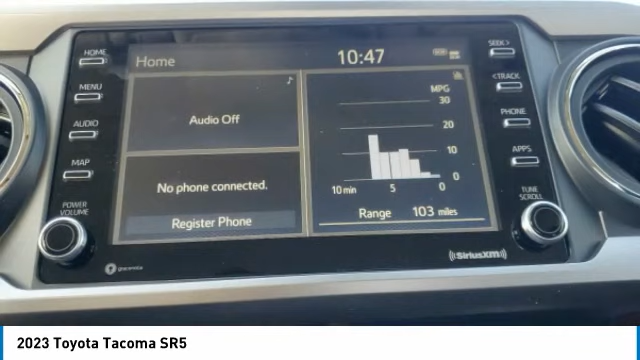 HOME
MENU
AUDIO
MAP
POWER
VOLUME
Home
10:47
Audio Off
No phone connected.
Register Phone
MPG
30
20
10
0
10 min 5 0
Range 103 miles
SEEK>
<TRACK
PHONE
APPS
TUNE
SCROLL
((SiriusXM))
2023 Toyota Tacoma SR5